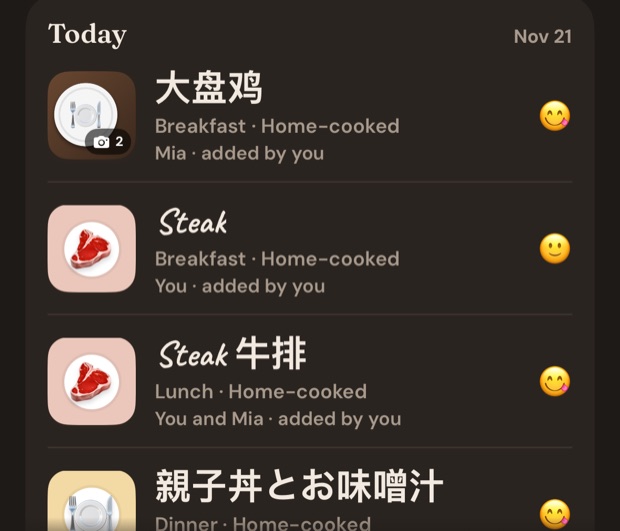 Today
Nov 21
大盘鸡
Breakfast · Home-cooked
Mia · added by you
2
Steak
Breakfast · Home-cooked
You · added by you
Steak 牛排
Lunch · Home-cooked
You and Mia · added by you
親子丼とお味噌汁
Dinner · Home-cooked